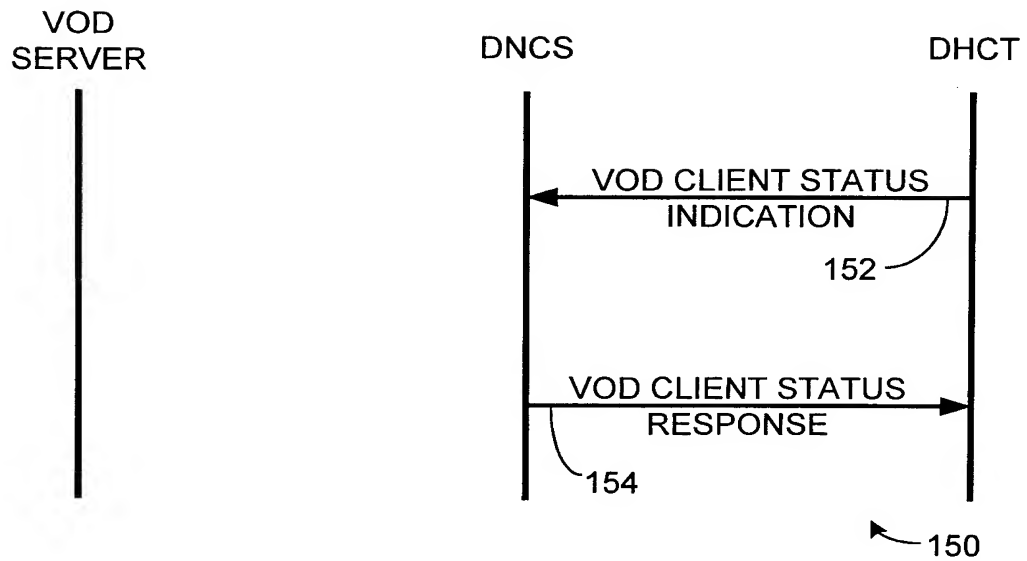 VOD
SERVER
DNCS
DHCT
VOD CLIENT STATUS
INDICATION
152
VOD CLIENT STATUS
RESPONSE
154
150